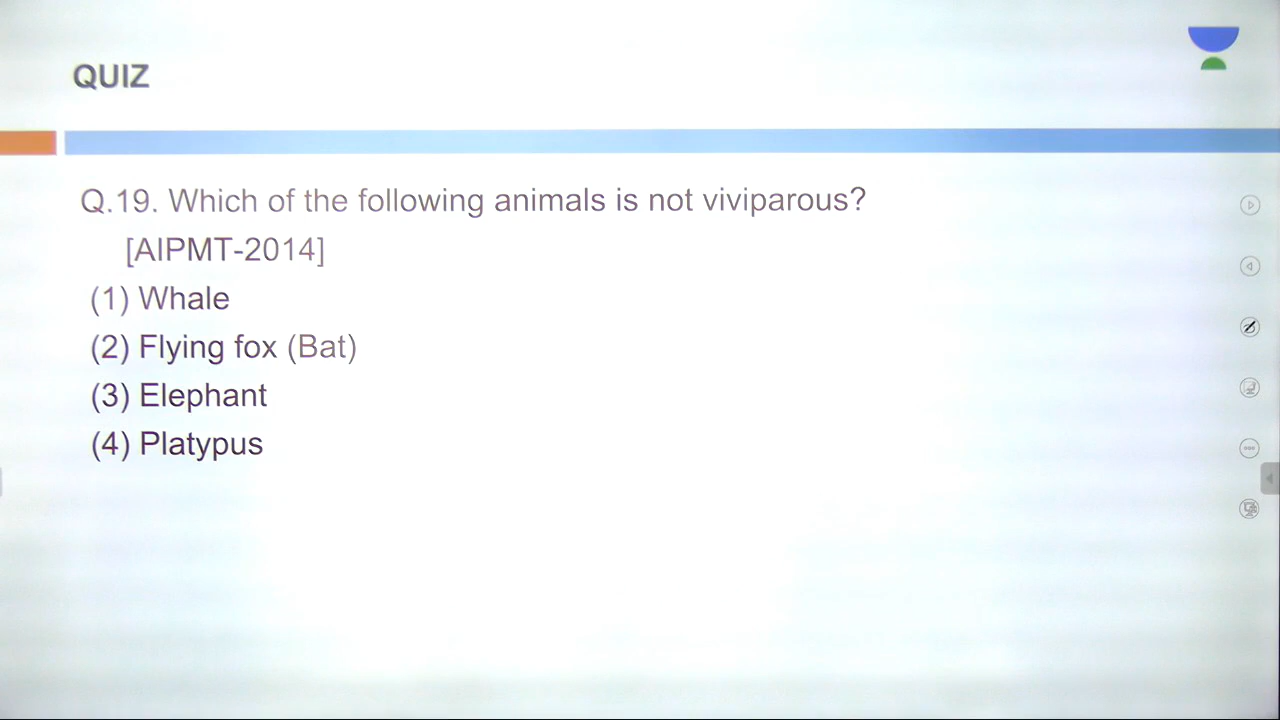 QUIZ
Q.19. Which of the following animals is not viviparous?
[AIPMT-2014]
(1) Whale
(2) Flying fox (Bat)
(3) Elephant
(4) Platypus